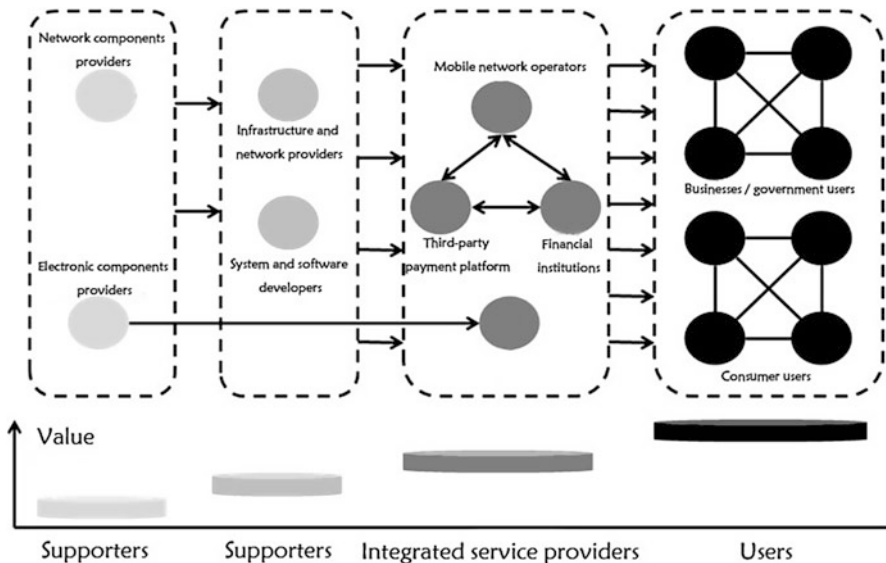 Network components
providers
Infrastructure and
network providers
Electronic components
providers
System and software
developers
Mobile network operators
Third-party
payment platform
Financial
institutions
Businesses / government users
Consumer users
Value
Supporters
Supporters
Integrated service providers
Users